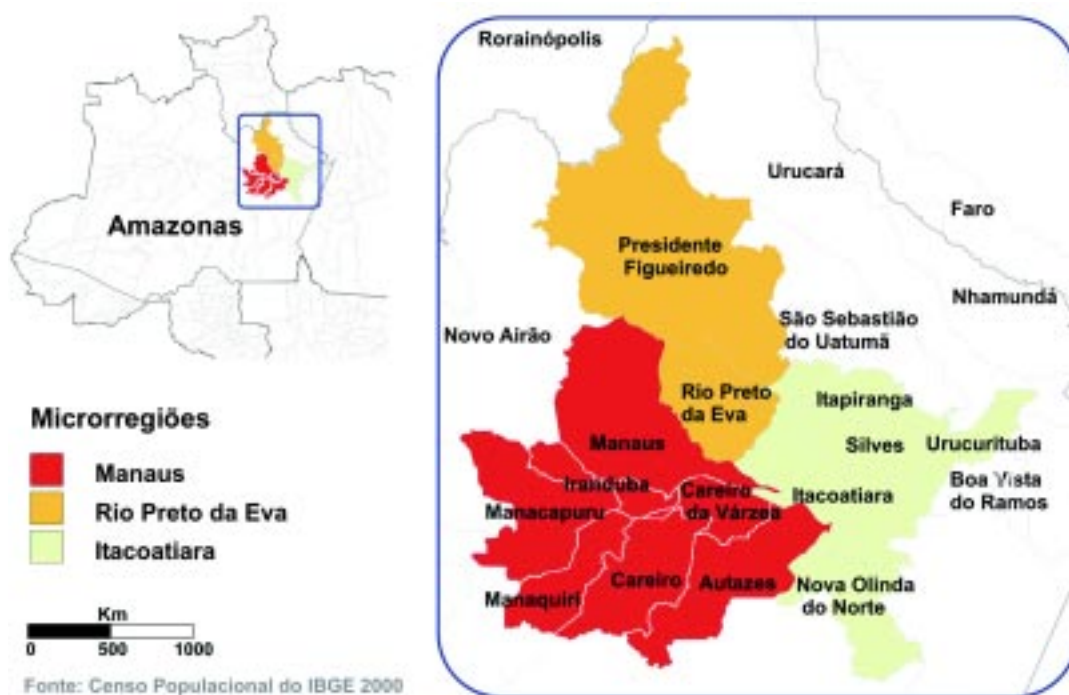 Amazonas
Microrregiões
Manaus
Rio Preto da Eva
Itacoatiara
Km
0 500 1000
Fonte: Censo Populacional do IBGE 2000
Rorainópolis
Urucará
Faro
Presidente
Figueiredo
Nhamundá
Novo Airão
São Sebastião
do Uatumã
Rio Preto
da Eva
Itapiranga
Manaus
Silves
Urucurituba
Iranduba
Careiro
da Várzea
Itacoatiara
Boa Vista
do Ramos
Manacapuru
Manaquiri
Careiro
Autazes
Nova Olinda
do Norte